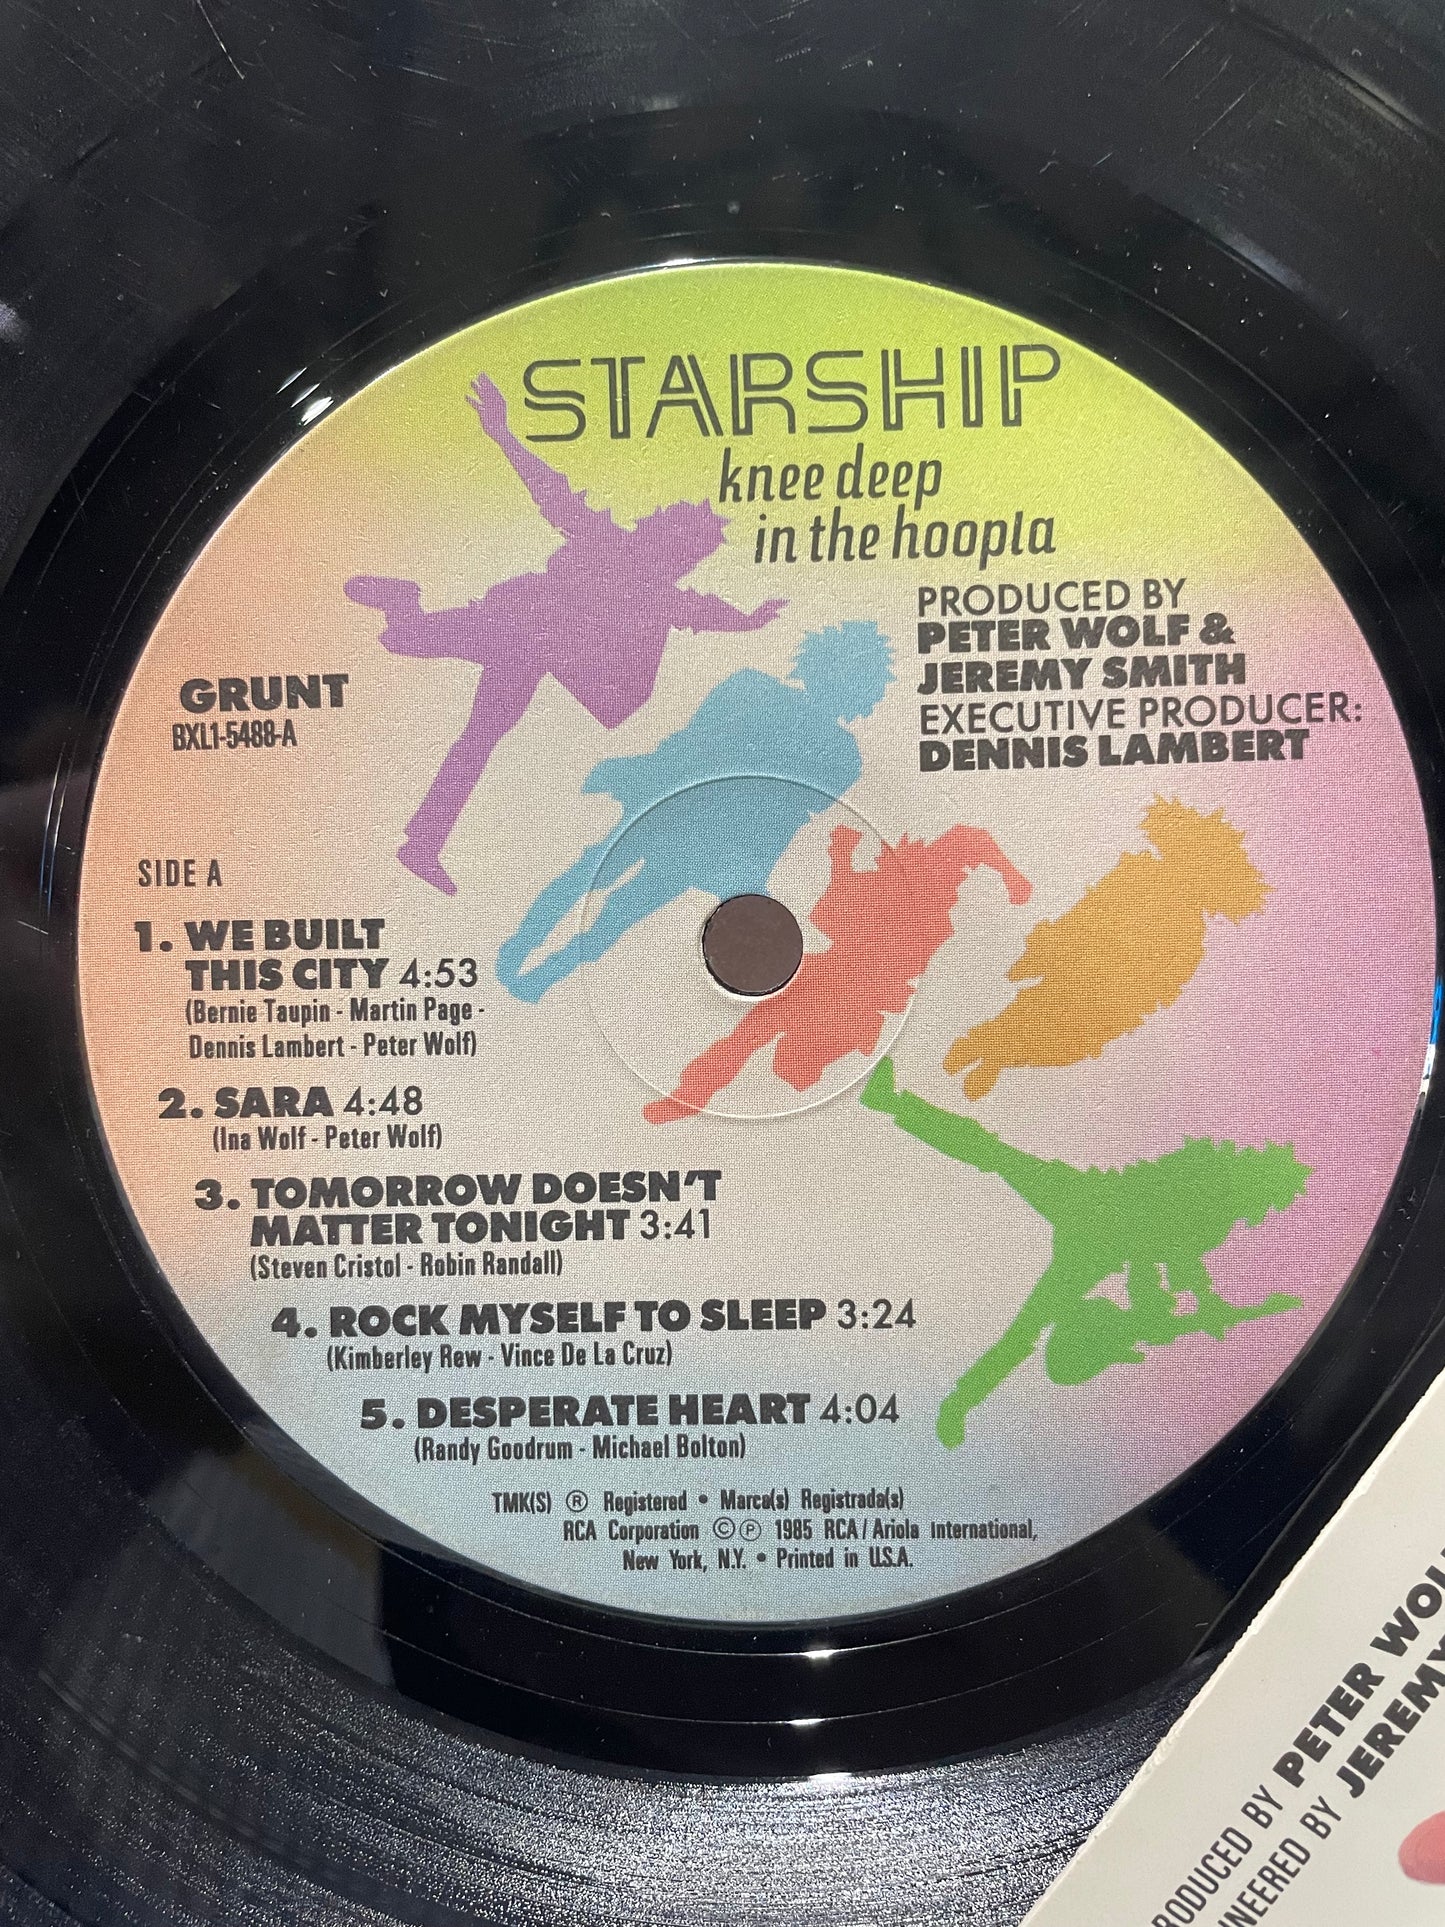 STARSHIP
knee deep
in the hoopla
PRODUCED BY
PETER WOLF &
JEREMY SMITH
EXECUTIVE PRODUCER:
DENNIS LAMBERT
GRUNT
BXL1-5488-A
SIDE A
1. WE BUILT
THIS CITY 4:53
(Bernie Taupin - Martin Page -
Dennis Lambert - Peter Wolf)
2. SARA 4:48
(Ina Wolf - Peter Wolf)
3. TOMORROW DOESN'T
MATTER TONIGHT 3:41
(Steven Cristol - Robin Randall)
4. ROCK MYSELF TO SLEEP 3:24
(Kimberley Rew - Vince De La Cruz)
5. DESPERATE HEART 4:04
(Randy Goodrum - Michael Bolton)
TMK(S) ® Registered • Marca(s) Registrada(s)
RCA Corporation ©℗ 1985 RCA / Ariola International,
New York, N.Y. • Printed in U.S.A.
BY PETER
BY JEREMY